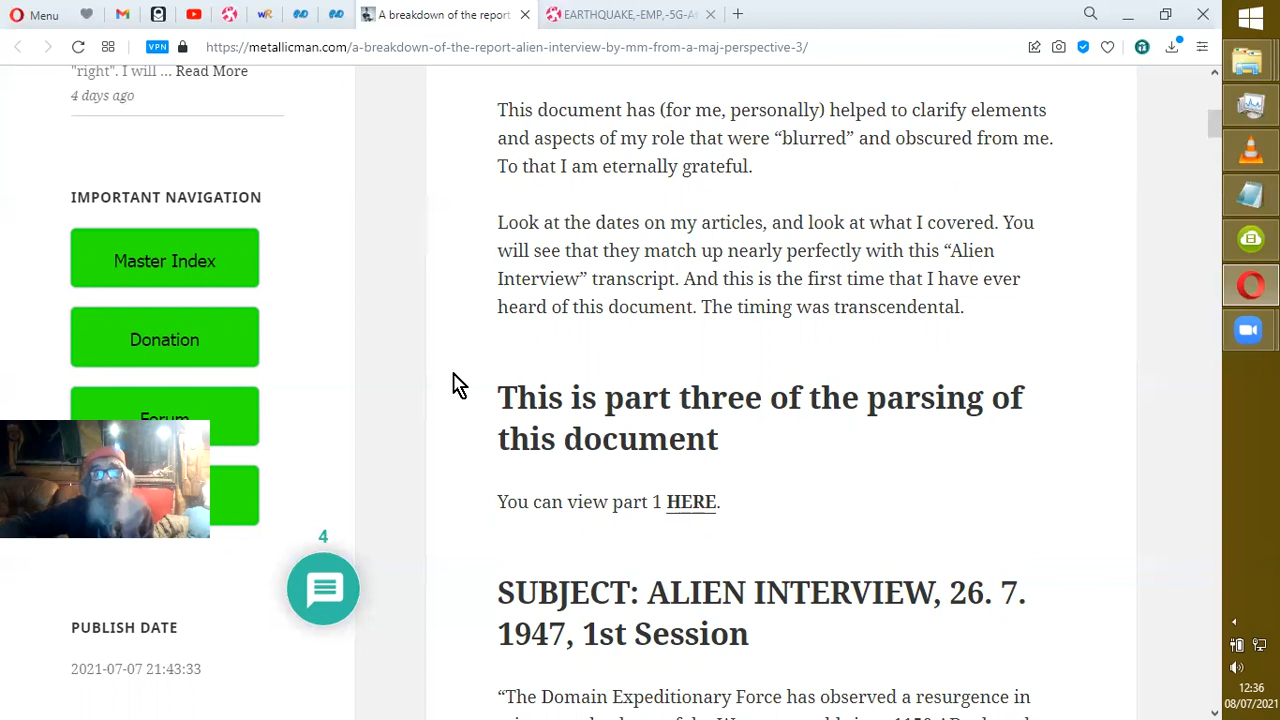 Menu
A breakdown of the report
EARTHQUAKE,-EMP,-5G-A
VPN
https://metallicman.com/a-breakdown-of-the-report-alien-interview-by-mm-from-a-maj-perspective-3/
"right". I will ... Read More
4 days ago
IMPORTANT NAVIGATION
Master Index
Donation
Forum
4
PUBLISH DATE
2021-07-07 21:43:33
This document has (for me, personally) helped to clarify elements
and aspects of my role that were “blurred” and obscured from me.
To that I am eternally grateful.
Look at the dates on my articles, and look at what I covered. You
will see that they match up nearly perfectly with this “Alien
Interview” transcript. And this is the first time that I have ever
heard of this document. The timing was transcendental.
This is part three of the parsing of
this document
You can view part 1 HERE.
SUBJECT: ALIEN INTERVIEW, 26. 7.
1947, 1st Session
“The Domain Expeditionary Force has observed a resurgence in
12:36
08/07/2021